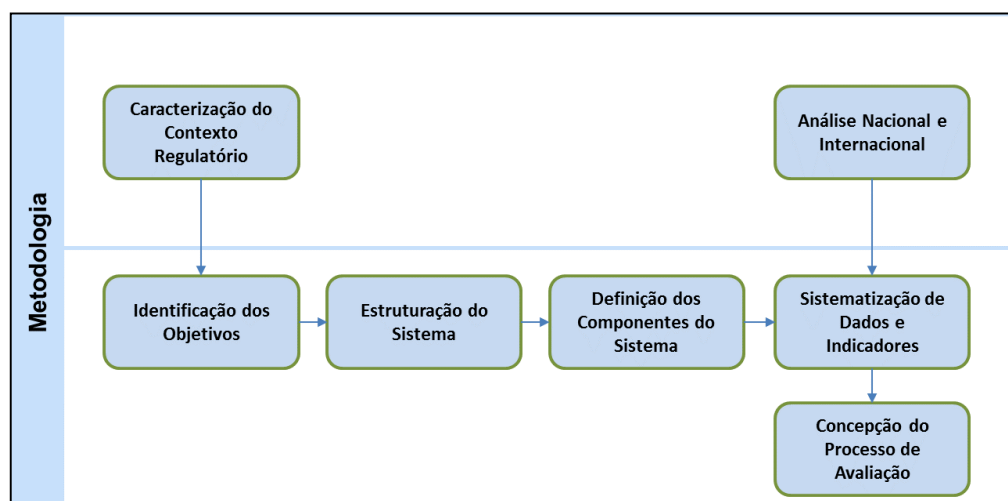 Metodologia
Caracterização do
Contexto
Regulatório
Análise Nacional e
Internacional
Identificação dos
Objetivos
Estruturação do
Sistema
Definição dos
Componentes do
Sistema
Sistematização de
Dados e
Indicadores
Concepção do
Processo de
Avaliação